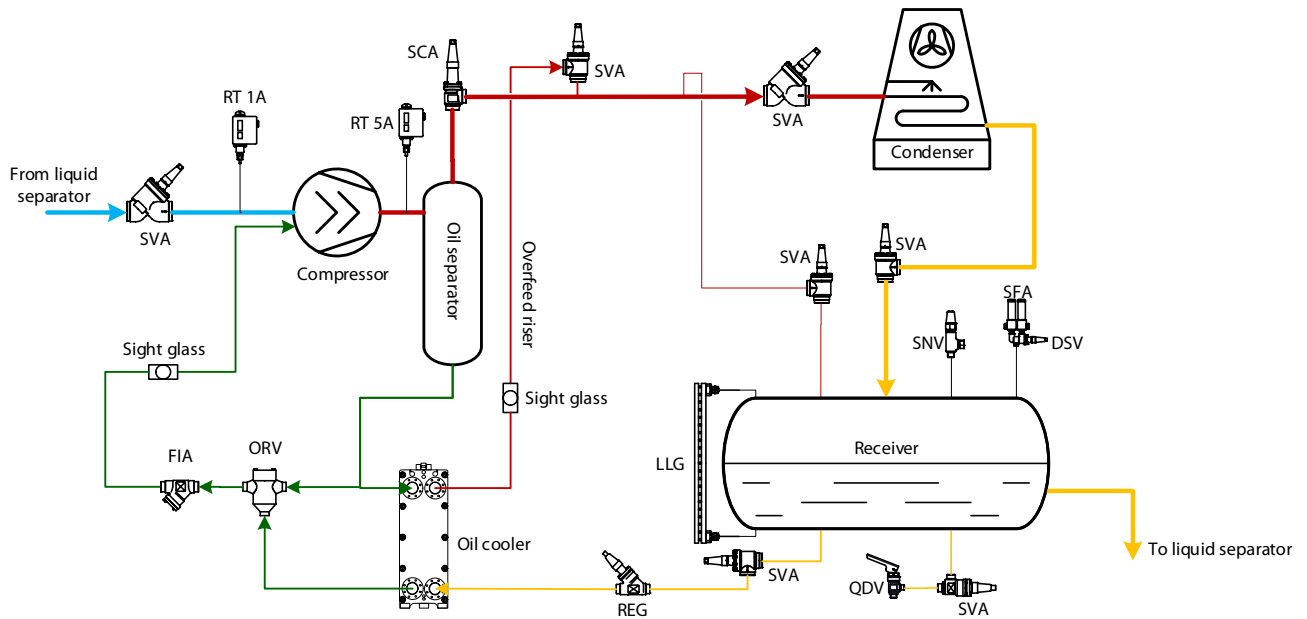 SCA
SVA
RT 1A
RT 5A
SVA
Condenser
From liquid
separator
SVA
Compressor
Oil separator
Overfeed riser
SVA
SVA
SFA
SNV
DSV
Sight glass
Sight glass
Receiver
LLG
FIA
ORV
Oil cooler
To liquid separator
SVA
QDV
REG
SVA